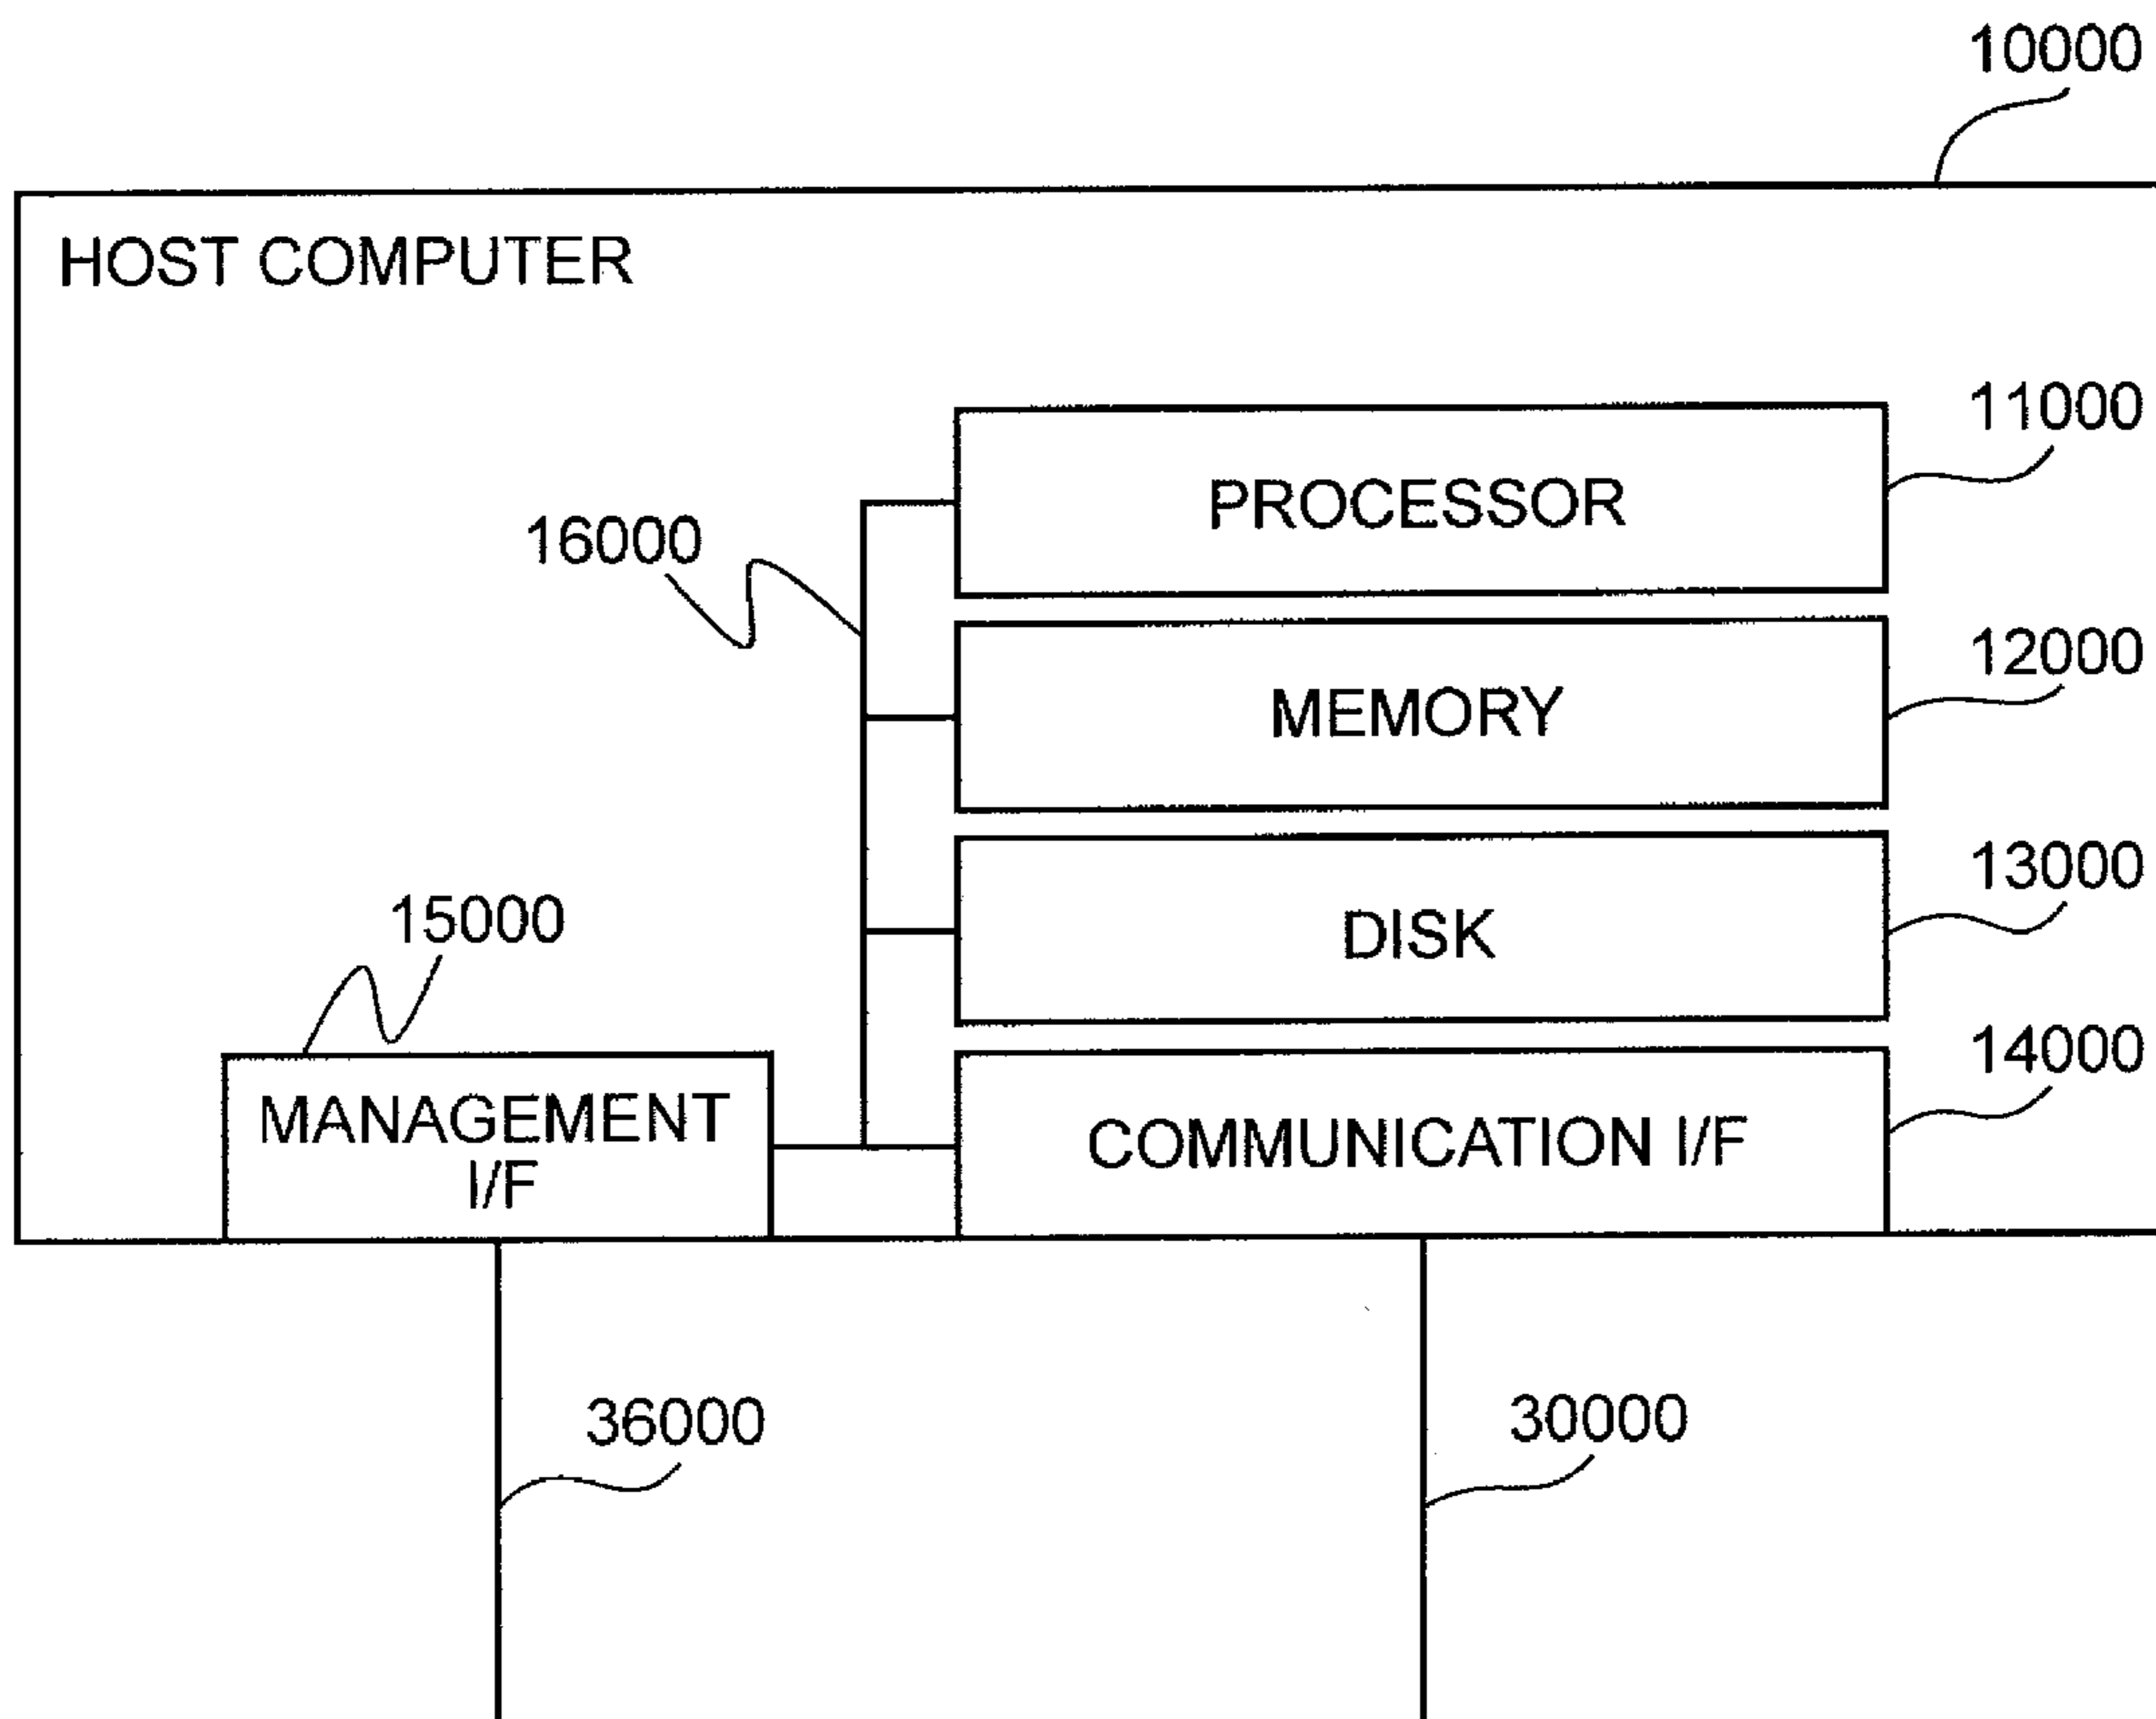 10000
HOST COMPUTER
11000
PROCESSOR
16000
12000
MEMORY
13000
DISK
15000
14000
MANAGEMENT
I/F
COMMUNICATION I/F
36000
30000